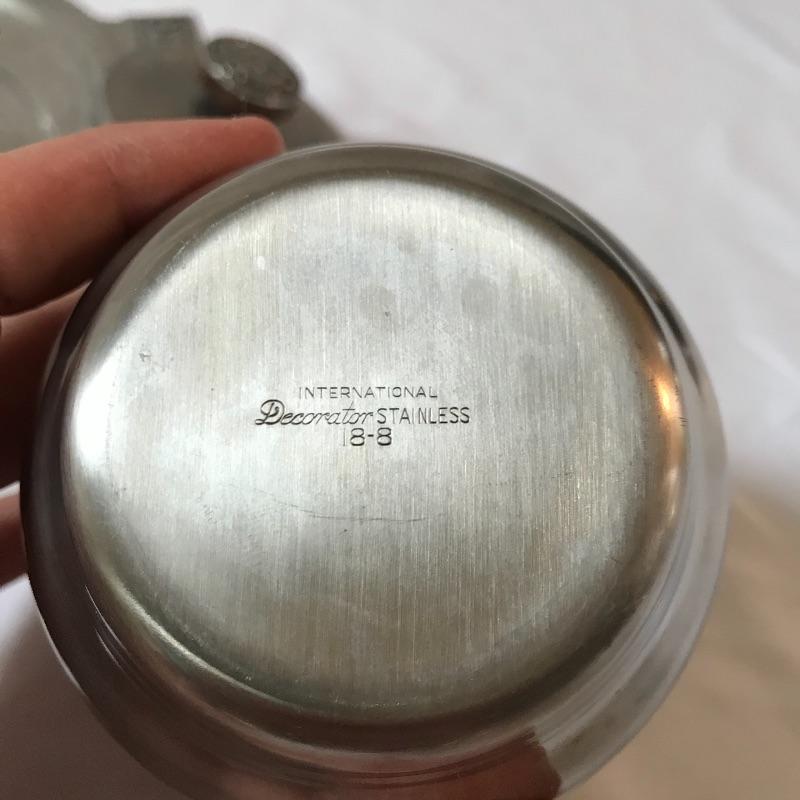 INTERNATIONAL
Decorator STAINLESS
18-8